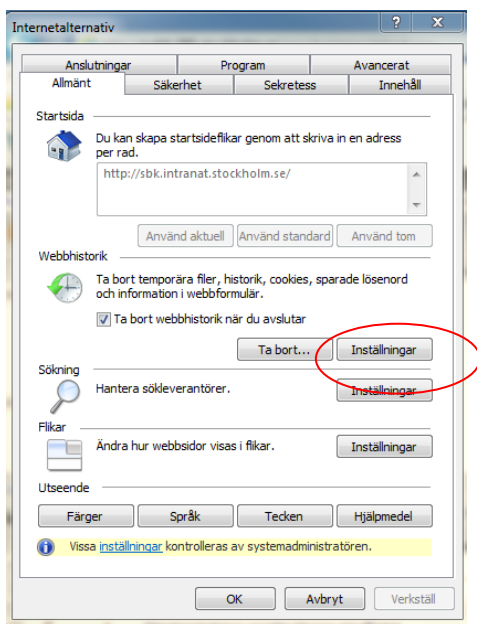 Internetalternativ
Anslutningar Program Avancerat
Allmänt Säkerhet Sekretess Innehåll
Startsida
Du kan skapa startsideflikar genom att skriva in en adress
per rad.
http://sbk.intranat.stockholm.se/
Använd aktuell Använd standard Använd tom
Webbhistorik
Ta bort temporära filer, historik, cookies, sparade lösenord
och information i webbformulär.
Ta bort webbhistorik när du avslutar
Ta bort... Inställningar
Sökning
Hantera sökleverantörer. Inställningar
Flikar
Ändra hur webbsidor visas i flikar. Inställningar
Utseende
Färger Språk Tecken Hjälpmedel
Vissa inställningar kontrolleras av systemadministratören.
OK Avbryt Verkställ